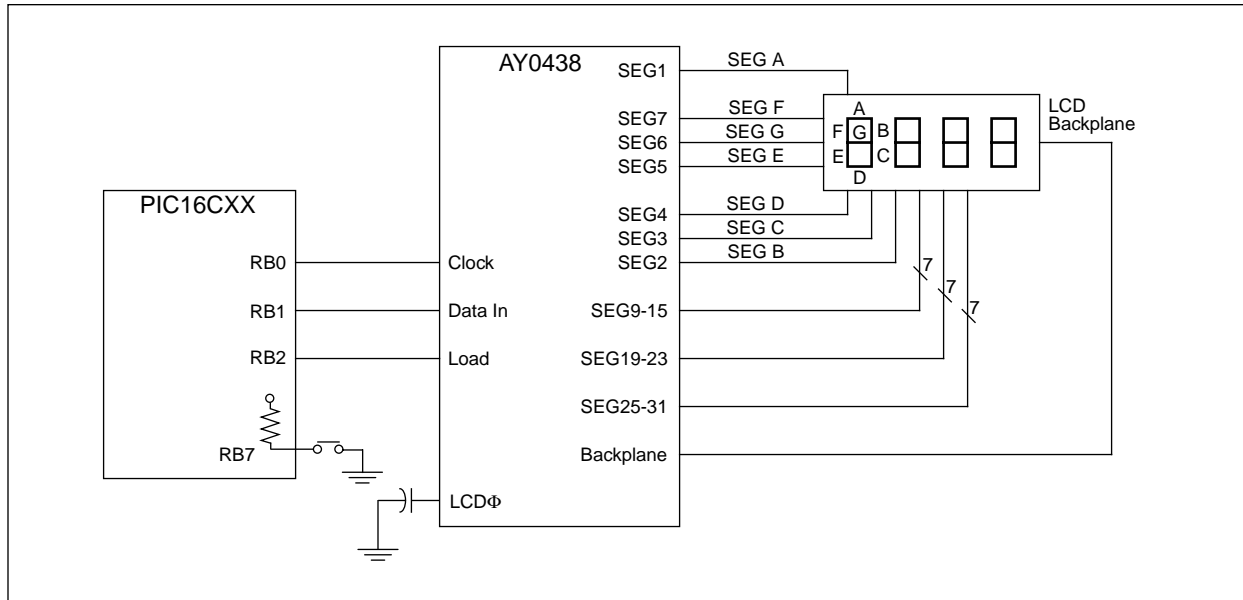 PIC16CXX
RB0
RB1
RB2
RB7
AY0438
Clock
Data In
Load
LCDΦ
SEG1
SEG7
SEG6
SEG5
SEG4
SEG3
SEG2
SEG9-15
SEG19-23
SEG25-31
Backplane
SEG A
SEG F
SEG G
SEG E
SEG D
SEG C
SEG B
A
F G B
E C
D
LCD
Backplane
7
7
7